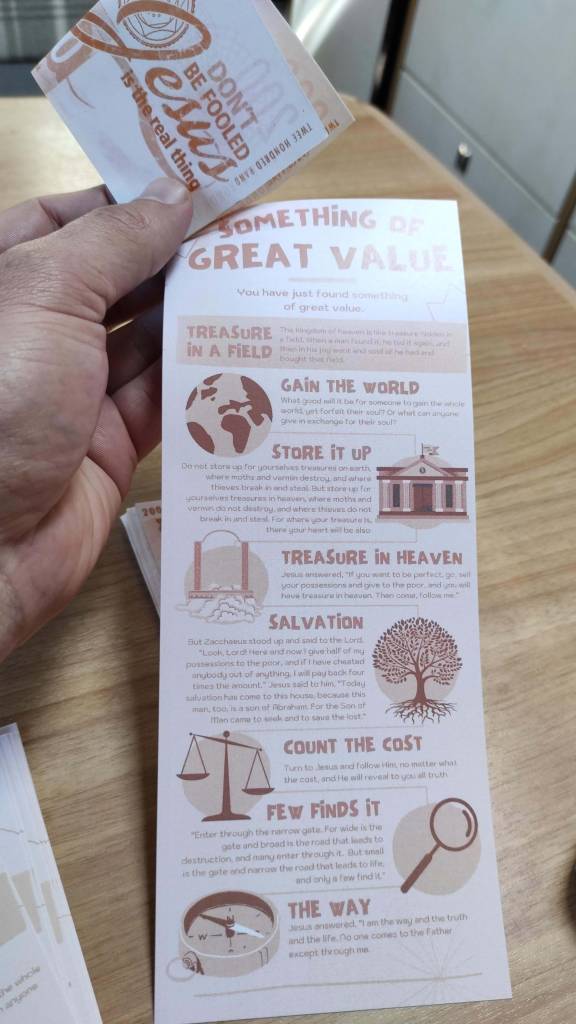 Jesus
DON'T
BE FOOLED
is the real thing
TWEE HONDERD RAND
200
SOMETHING OF
GREAT VALUE
You have just found something
of great value.
TREASURE
IN A FIELD
The kingdom of heaven is like treasure hidden in
a field. When a man found it, he hid it again, and
then in his joy went and sold all he had and
bought that field.
GAIN THE WORLD
What good will it be for someone to gain the whole
world, yet forfeit their soul? Or what can anyone
give in exchange for their soul?
STORE IT UP
Do not store up for yourselves treasures on earth,
where moths and vermin destroy, and where
thieves break in and steal. But store up for
yourselves treasures in heaven, where moths and
vermin do not destroy, and where thieves do not
break in and steal. For where your treasure is,
there your heart will be also
TREASURE IN HEAVEN
Jesus answered, "If you want to be perfect, go, sell
your possessions and give to the poor, and you will
have treasure in heaven. Then come, follow me."
SALVATION
But Zacchaeus stood up and said to the Lord,
"Look, Lord! Here and now I give half of my
possessions to the poor, and if I have cheated
anybody out of anything, I will pay back four
times the amount." Jesus said to him, "Today
salvation has come to this house, because this
man, too, is a son of Abraham. For the Son of
Man came to seek and to save the lost."
COUNT THE COST
Turn to Jesus and follow Him, no matter what
the cost, and He will reveal to you all truth.
FEW FINDS IT
"Enter through the narrow gate. For wide is the
gate and broad is the road that leads to
destruction, and many enter through it. But small
is the gate and narrow the road that leads to life,
and only a few find it."
W
THE WAY
Jesus answered, "I am the way and the truth
and the life. No one comes to the Father
except through me.
the whole
anyone